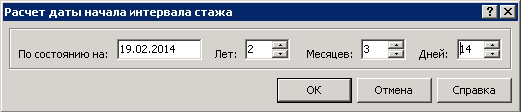 Расчет даты начала интервала стажа
По состоянию на: 19.02.2014 Лет: 2 Месяцев: 3 Дней: 14
OK Отмена Справка